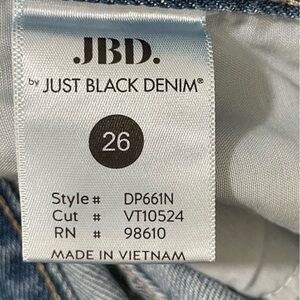 JBD.
by JUST BLACK DENIM®
26
Style # DP661N
Cut # VT10524
RN # 98610
MADE IN VIETNAM